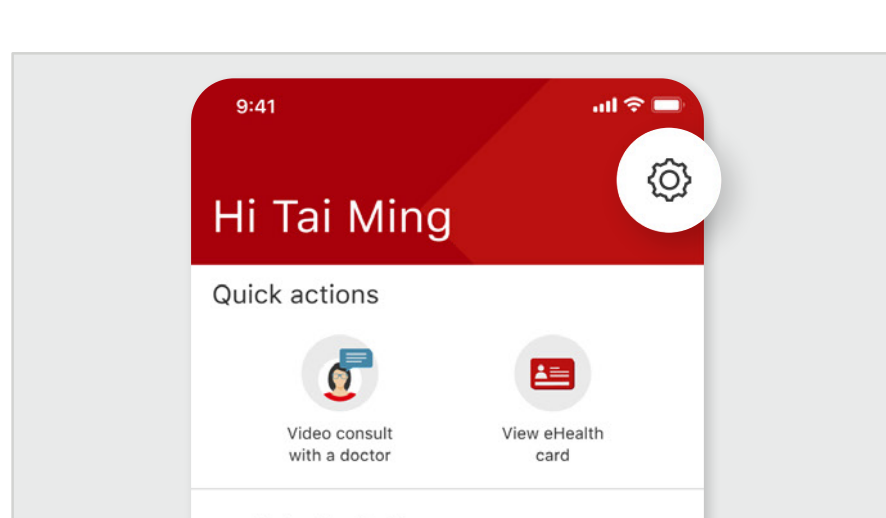 9:41
Hi Tai Ming
Quick actions
Video consult
with a doctor
View eHealth
card